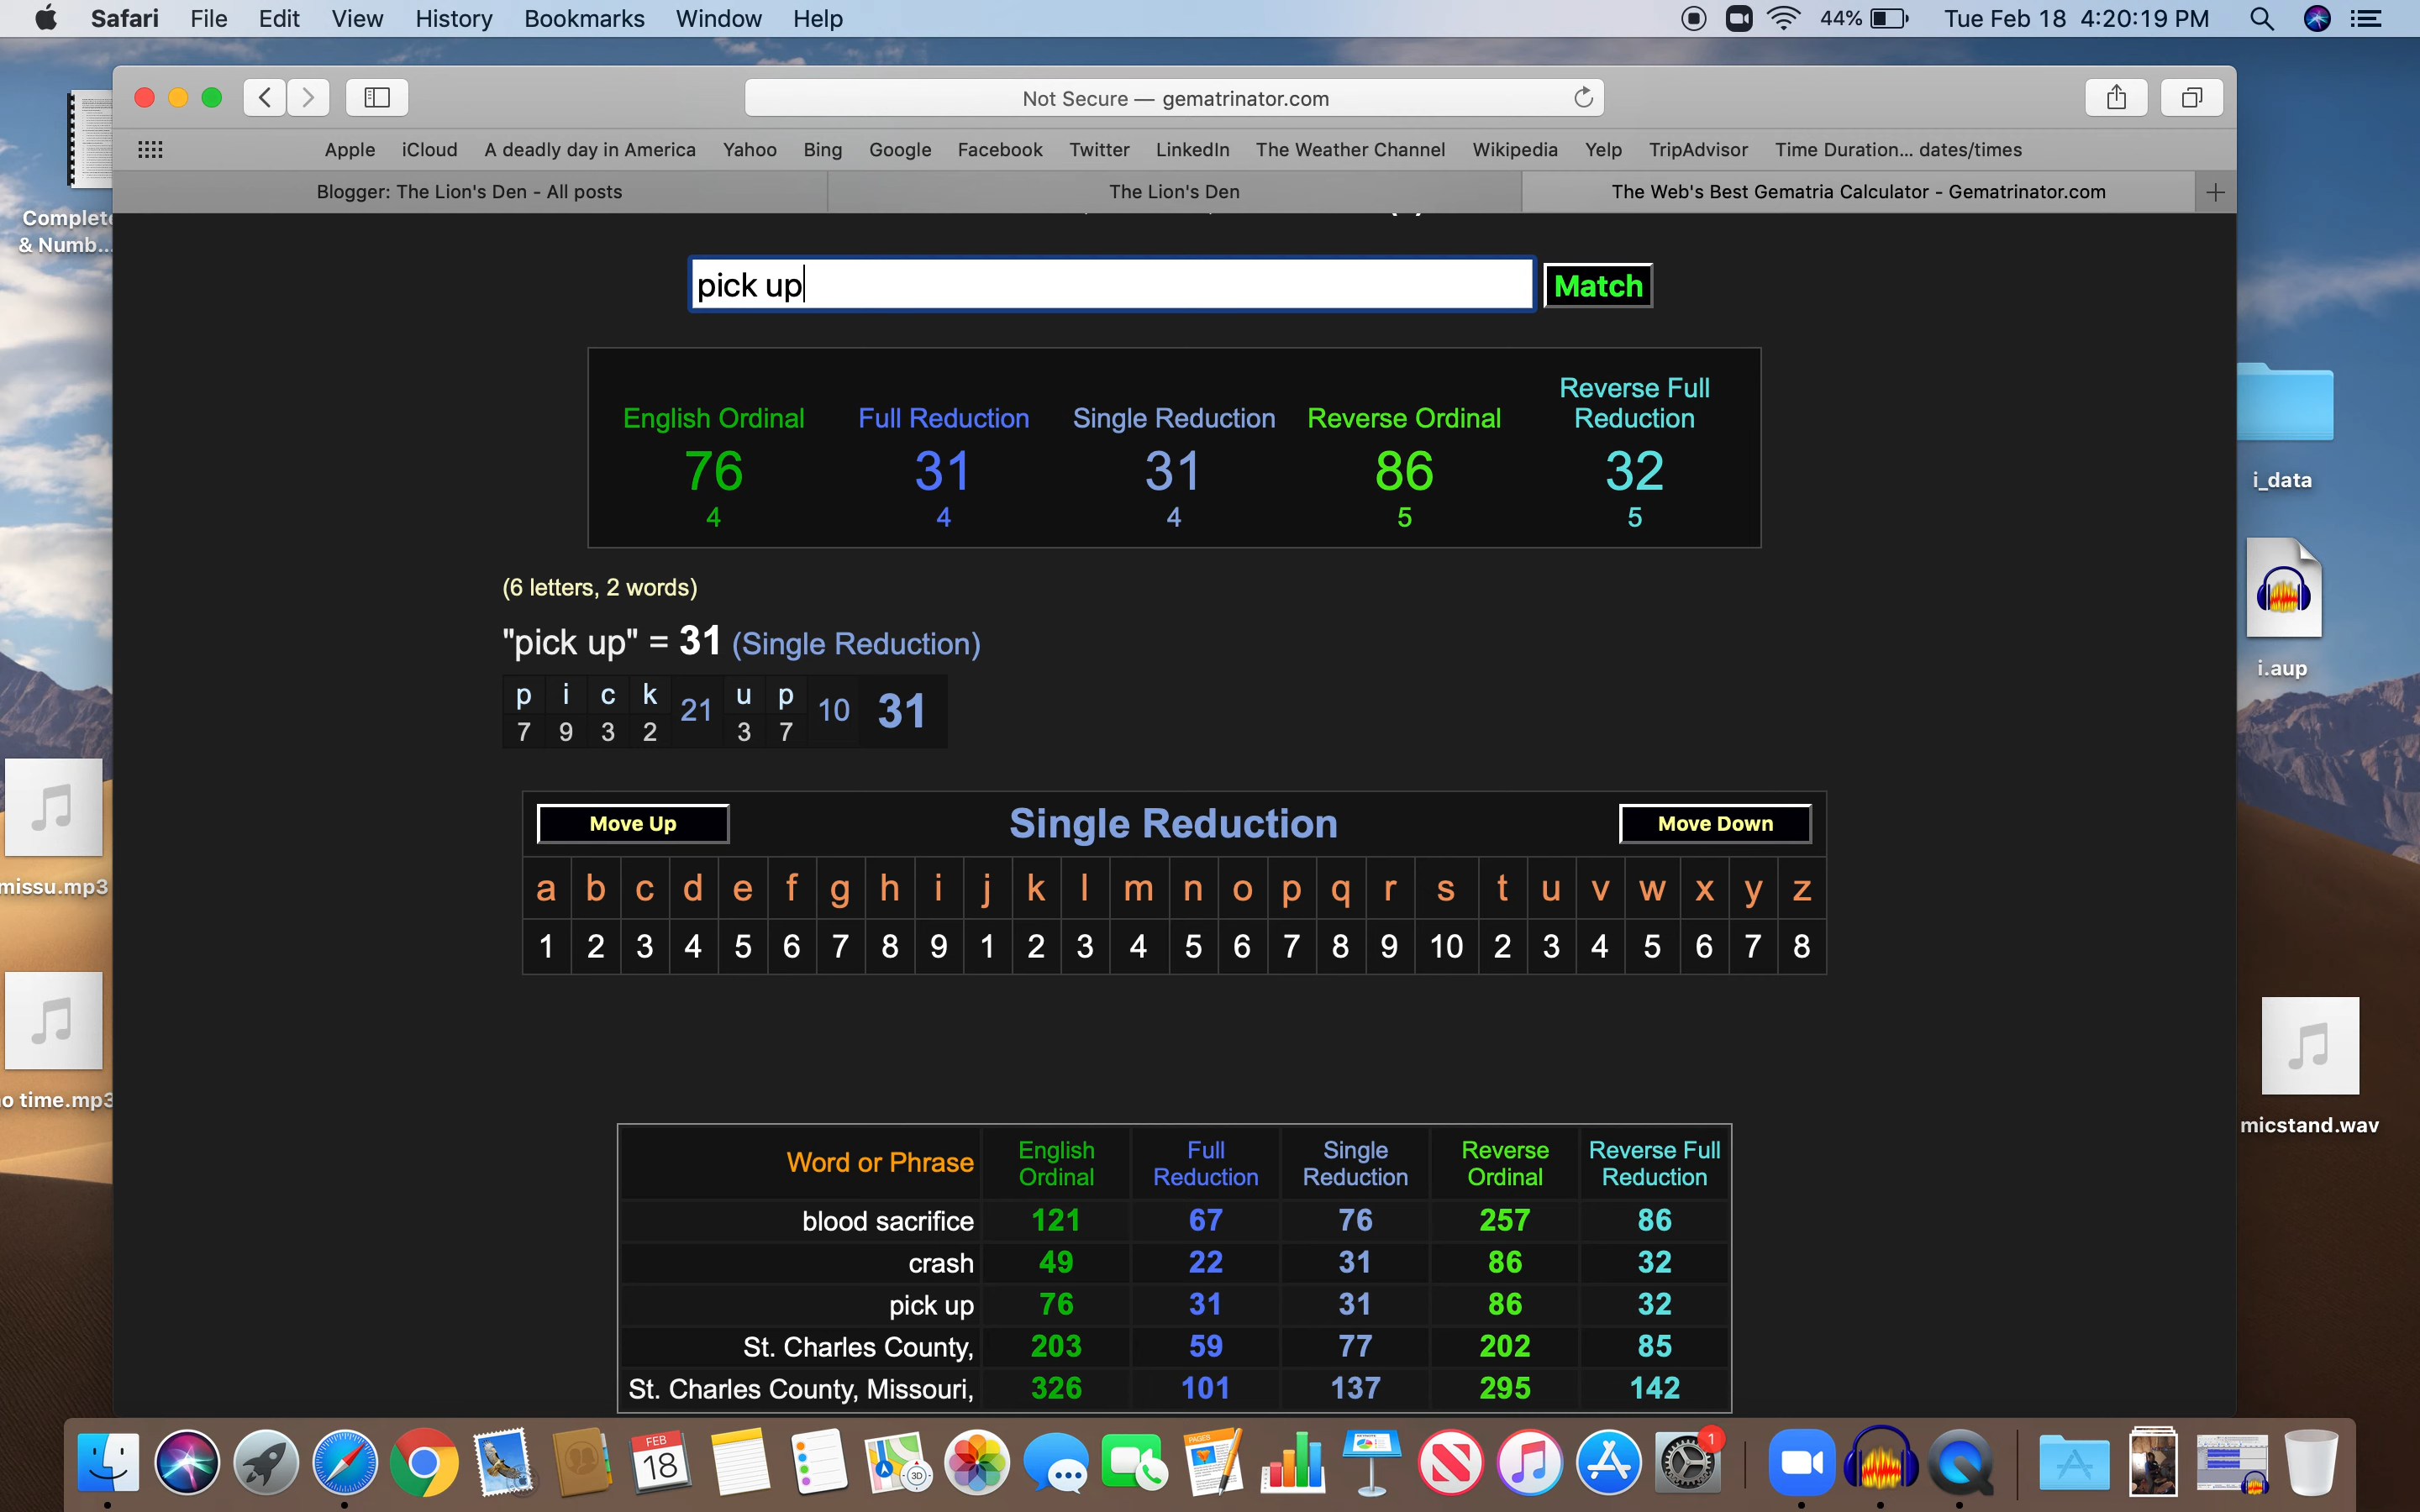 Safari File Edit View History Bookmarks Window Help 44% Tue Feb 18 4:20:19 PM
Not Secure — gematrinator.com
Apple iCloud A deadly day in America Yahoo Bing Google Facebook Twitter LinkedIn The Weather Channel Wikipedia Yelp TripAdvisor Time Duration... dates/times
Blogger: The Lion's Den - All posts The Lion's Den The Web's Best Gematria Calculator - Gematrinator.com
Complete
& Numb...
pick up Match
English Ordinal Full Reduction Single Reduction Reverse Ordinal Reverse Full Reduction
76 31 31 86 32
4 4 4 5 5
i_data
(6 letters, 2 words)
"pick up" = 31 (Single Reduction)
i.aup
p i c k 21 u p 10 31
7 9 3 2 3 7
Move Up Single Reduction Move Down
a b c d e f g h i j k l m n o p q r s t u v w x y z
1 2 3 4 5 6 7 8 9 1 2 3 4 5 6 7 8 9 10 2 3 4 5 6 7 8
missu.mp3
o time.mp3
micstand.wav
Word or Phrase English Ordinal Full Reduction Single Reduction Reverse Ordinal Reverse Full Reduction
blood sacrifice 121 67 76 257 86
crash 49 22 31 86 32
pick up 76 31 31 86 32
St. Charles County, 203 59 77 202 85
St. Charles County, Missouri, 326 101 137 295 142
FEB
18
3D
PAGES
1